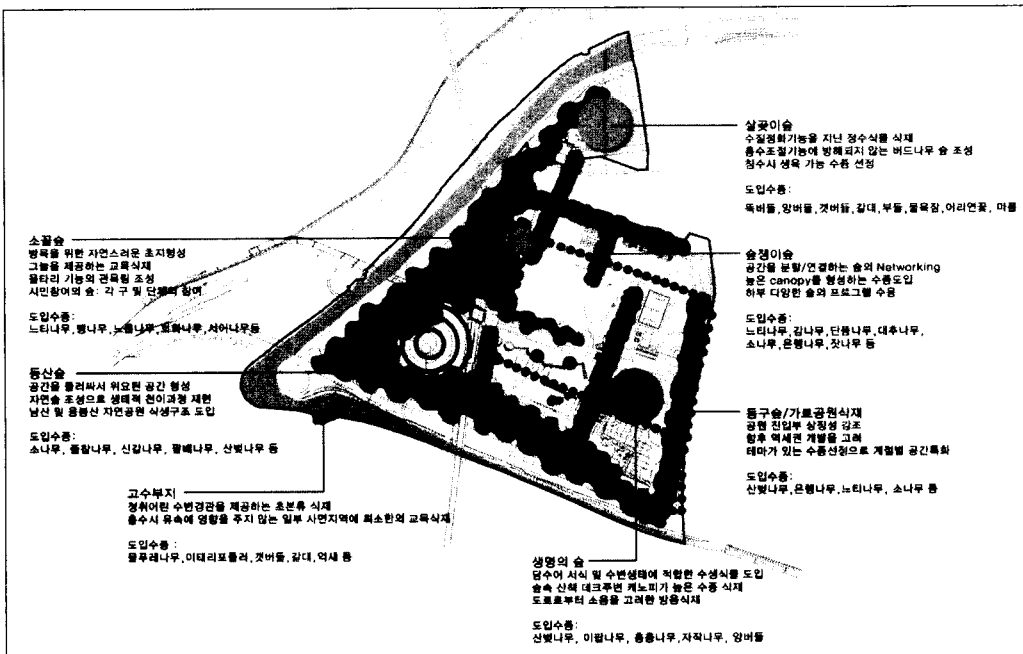 살곶이숲
수질정화기능을 지닌 정수식물 식재
홍수조절기능에 방해되지 않는 버드나무 숲 조성
침수시 생육 가능 수종 선정
도입수종:
뚝버들,왕버들,갯버들,갈대,부들,물옥잠,어리연꽃, 마름
소꼴숲
방목을 위한 자연스러운 초지형성
그늘을 제공하는 교육식재
울타리 기능의 관목림 조성
시민참여의 숲: 각 구 및 단체의 참여
도입수종:
느티나무,팽나무,느릅나무,회화나무,서어나무등
숲쟁이숲
공간을 분할/연결하는 숲의 Networking
높은 canopy를 형성하는 수종도입
하부 다양한 숲의 프로그램 수용
도입수종:
느티나무,감나무,단풍나무,대추나무,
소나무,은행나무,잣나무 등
동산숲
공간을 둘러싸서 위요된 공간 형성
자연숲 조성으로 생태적 천이과정 재현
남산 및 응봉산 자연공원 식생구조 도입
도입수종:
소나무, 졸참나무, 신갈나무, 팥배나무, 산벚나무 등
동구숲/가로공원식재
공원 진입부 상징성 강조
향후 역세권 개발을 고려
테마가 있는 수종선정으로 계절별 공간특화
도입수종:
산벚나무,은행나무,느티나무, 소나무 등
고수부지
정취어린 수변경관을 제공하는 초본류 식재
홍수시 유속에 영향을 주지 않는 일부 사면지역에 최소한의 교육식재
도입수종 :
물푸레나무,이태리포플러,갯버들,갈대,억새 등
생명의 숲
담수어 서식 및 수변생태에 적합한 수생식물 도입
숲속 산책 데크주변 캐노피가 높은 수종 식재
도로로부터 소음을 고려한 방음식재
도입수종:
산벚나무, 이팝나무, 층층나무,자작나무, 왕버들